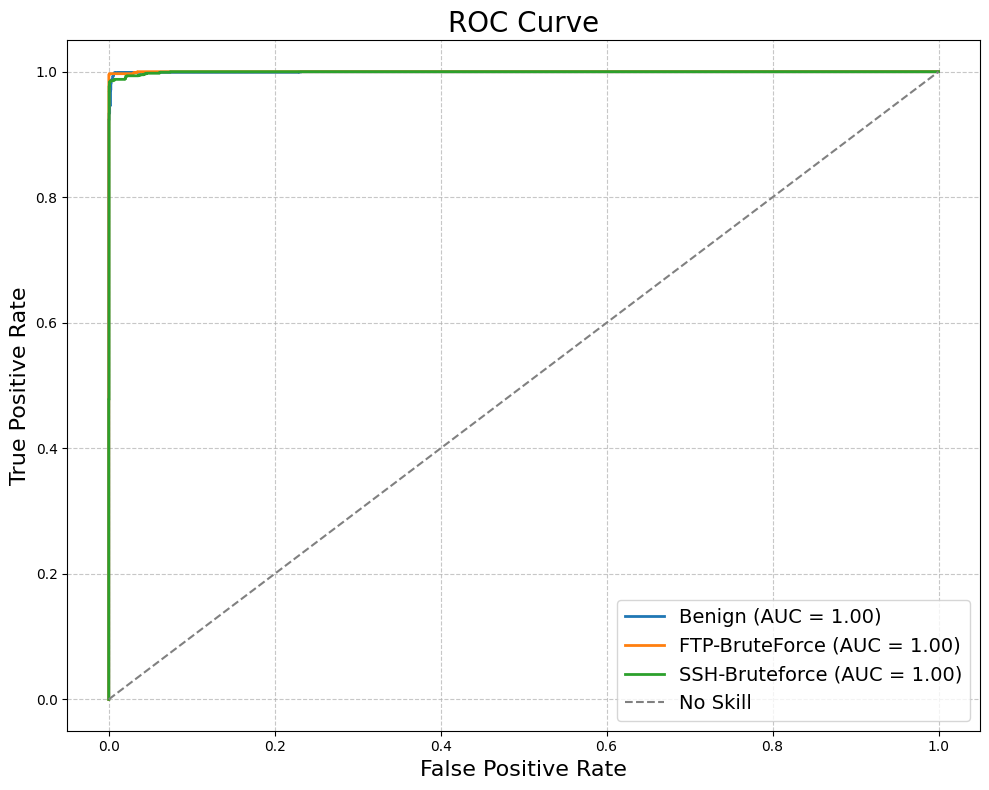 ROC Curve
True Positive Rate
1.0
0.8
0.6
0.4
0.2
0.0
0.0 0.2 0.4 0.6 0.8 1.0
False Positive Rate
Benign (AUC = 1.00)
FTP-BruteForce (AUC = 1.00)
SSH-Bruteforce (AUC = 1.00)
No Skill